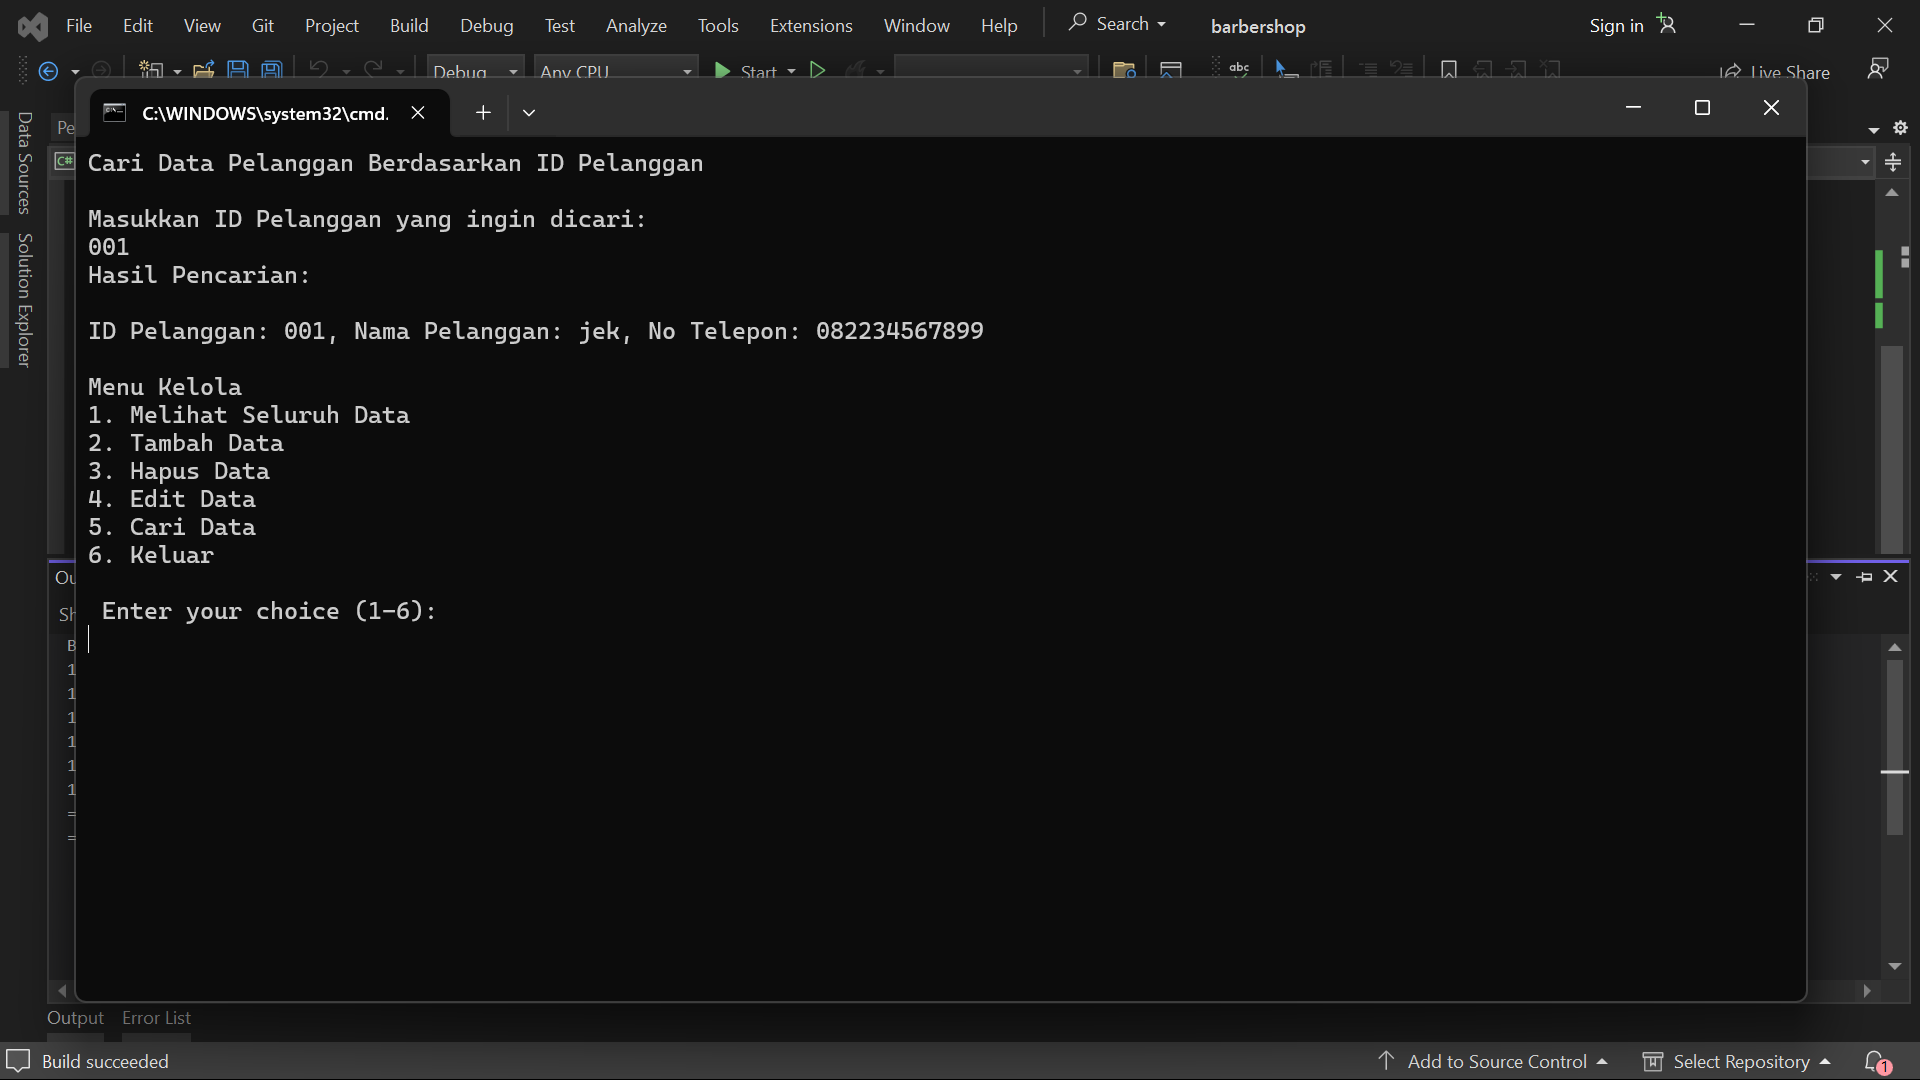 File Edit View Git Project Build Debug Test Analyze Tools Extensions Window Help Search barbershop Sign in
Debug Any CPU Start abc Live Share
C:\WINDOWS\system32\cmd.
Data Sources
Solution Explorer
C#
Cari Data Pelanggan Berdasarkan ID Pelanggan
Masukkan ID Pelanggan yang ingin dicari:
001
Hasil Pencarian:
ID Pelanggan: 001, Nama Pelanggan: jek, No Telepon: 082234567899
Menu Kelola
1. Melihat Seluruh Data
2. Tambah Data
3. Hapus Data
4. Edit Data
5. Cari Data
6. Keluar
Enter your choice (1-6):
Output Error List
Build succeeded Add to Source Control Select Repository 1